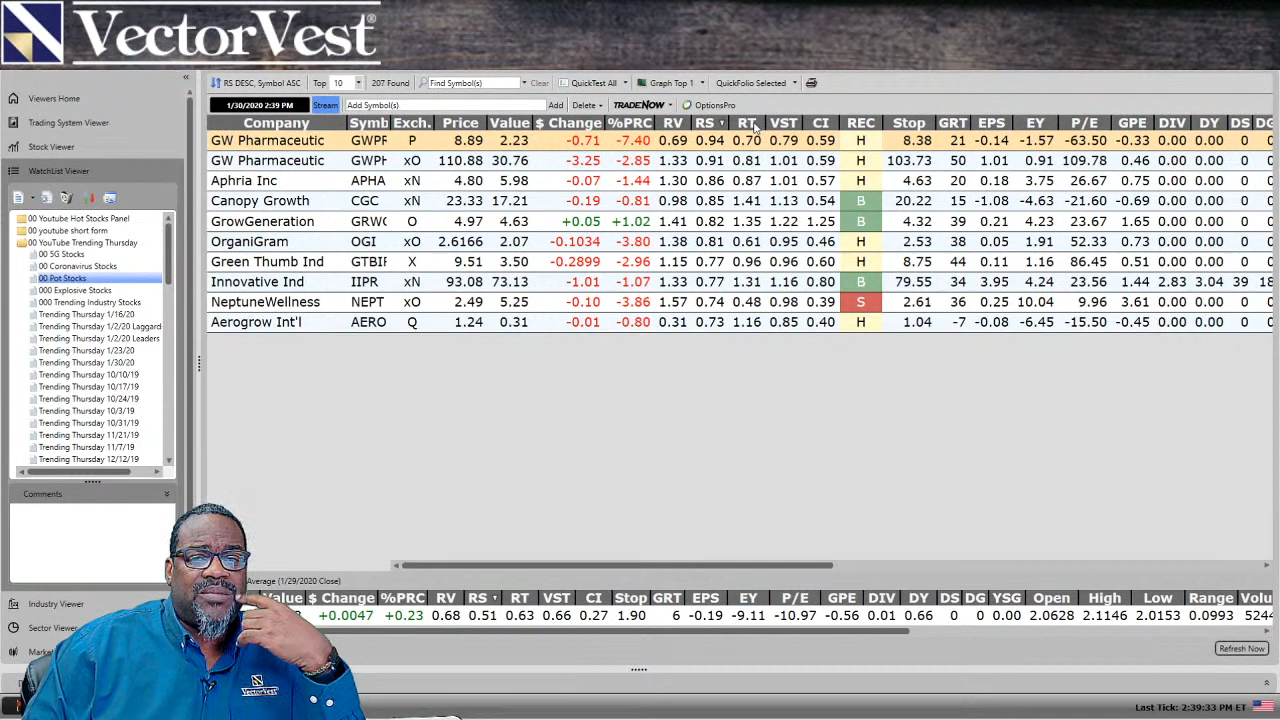 VectorVest®
Viewers Home
Trading System Viewer
Stock Viewer
WatchList Viewer
00 Youtube Hot Stocks Panel
00 youtube short form
00 YouTube Trending Thursday
00 5G Stocks
00 Coronavirus Stocks
00 Pot Stocks
000 Explosive Stocks
000 Trending Industry Stocks
Trending Thursday 1/16/20
Trending Thursday 1/2/20 Laggard
Trending Thursday 1/2/20 Leaders
Trending Thursday 1/23/20
Trending Thursday 1/30/20
Trending Thursday 10/10/19
Trending Thursday 10/17/19
Trending Thursday 10/24/19
Trending Thursday 10/3/19
Trending Thursday 10/31/19
Trending Thursday 11/21/19
Trending Thursday 11/7/19
Trending Thursday 12/12/19
Comments
Industry Viewer
Sector Viewer
RS DESC, Symbol ASC Top 10 207 Found Find Symbol(s) Clear QuickTest All Graph Top 1 QuickFolio Selected
1/30/2020 2:39 PM Stream Add Symbol(s) Add Delete TRADENOW OptionsPro
Company Symb Exch. Price Value $ Change %PRC RV RS RT VST CI REC Stop GRT EPS EY P/E GPE DIV DY DS DG
GW Pharmaceutic GWPF P 8.89 2.23 -0.71 -7.40 0.69 0.94 0.70 0.79 0.59 H 8.38 21 -0.14 -1.57 -63.50 -0.33 0.00 0.00 0 0
GW Pharmaceutic GWPH xO 110.88 30.76 -3.25 -2.85 1.33 0.91 0.81 1.01 0.59 H 103.73 50 1.01 0.91 109.78 0.46 0.00 0.00 0 0
Aphria Inc APHA xN 4.80 5.98 -0.07 -1.44 1.30 0.86 0.87 1.01 0.57 H 4.63 20 0.18 3.75 26.67 0.75 0.00 0.00 0 0
Canopy Growth CGC xN 23.33 17.21 -0.19 -0.81 0.98 0.85 1.41 1.13 0.54 B 20.22 15 -1.08 -4.63 -21.60 -0.69 0.00 0.00 0 0
GrowGeneration GRWG O 4.97 4.63 +0.05 +1.02 1.41 0.82 1.35 1.22 1.25 B 4.32 39 0.21 4.23 23.67 1.65 0.00 0.00 0 0
OrganiGram OGI xO 2.6166 2.07 -0.1034 -3.80 1.38 0.81 0.61 0.95 0.46 H 2.53 38 0.05 1.91 52.33 0.73 0.00 0.00 0 0
Green Thumb Ind GTBIF X 9.51 3.50 -0.2899 -2.96 1.15 0.77 0.96 0.96 0.60 H 8.75 44 0.11 1.16 86.45 0.51 0.00 0.00 0 0
Innovative Ind IIPR xN 93.08 73.13 -1.01 -1.07 1.33 0.77 1.31 1.16 0.80 B 79.55 34 3.95 4.24 23.56 1.44 2.83 3.04 39 18
NeptuneWellness NEPT xO 2.49 5.25 -0.10 -3.86 1.57 0.74 0.48 0.98 0.39 S 2.61 36 0.25 10.04 9.96 3.61 0.00 0.00 0 0
Aerogrow Int'l AERO Q 1.24 0.31 -0.01 -0.80 0.31 0.73 1.16 0.85 0.40 H 1.04 -7 -0.08 -6.45 -15.50 -0.45 0.00 0.00 0 0
Average (1/29/2020 Close)
Value $ Change %PRC RV RS RT VST CI Stop GRT EPS EY P/E GPE DIV DY DS DG YSG Open High Low Range Volu
+0.0047 +0.23 0.68 0.51 0.63 0.66 0.27 1.90 6 -0.19 -9.11 -10.97 -0.56 0.01 0.66 0 0 0.00 2.0628 2.1146 2.0153 0.0993 5244
Refresh Now
Last Tick: 2:39:33 PM ET
VectorVest